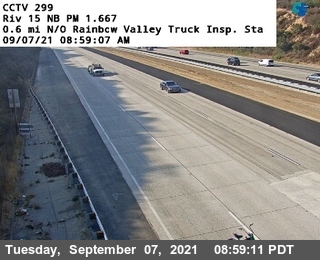 CCTV 299
Riv 15 NB PM 1.667
0.6 mi N/O Rainbow Valley Truck Insp. Sta
09/07/21 08:59:07 AM
Tuesday, September 07, 2021 08:59:11 PDT